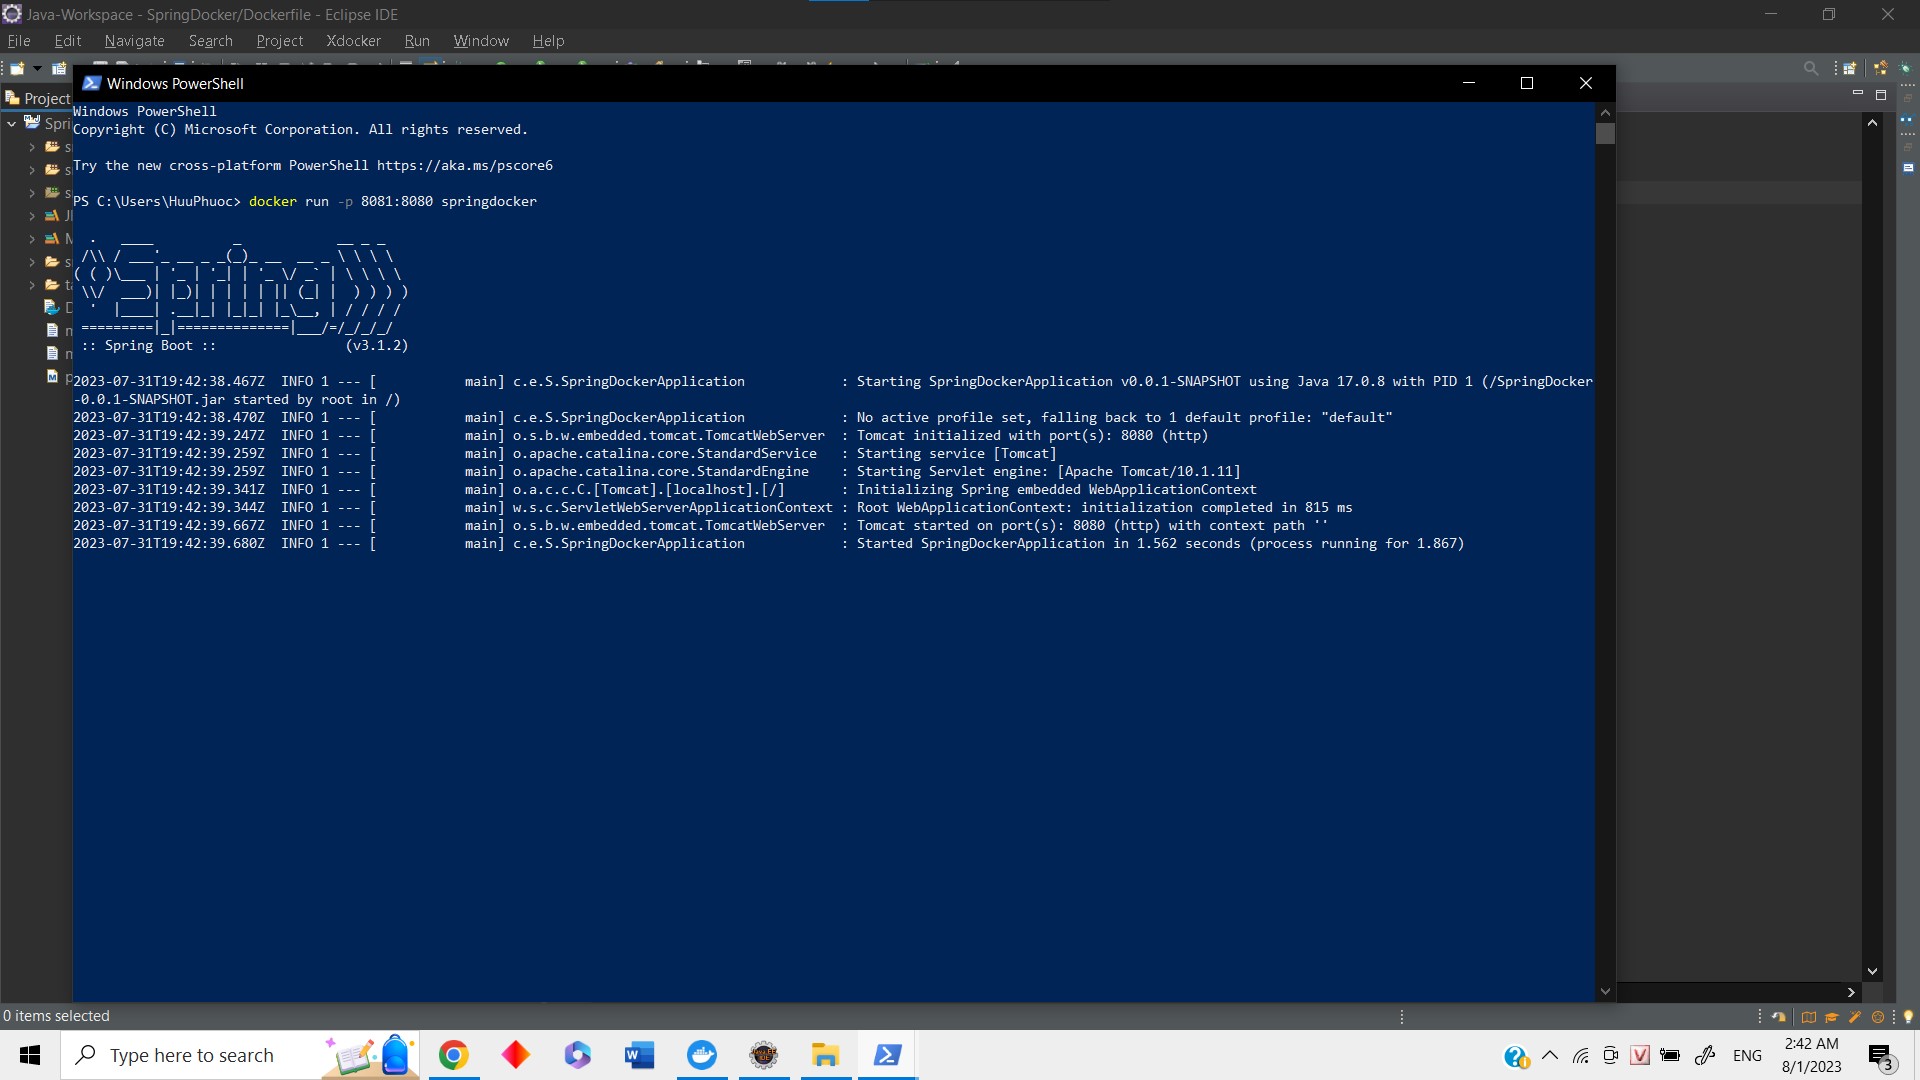 Java-Workspace - SpringDocker/Dockerfile - Eclipse IDE
File Edit Navigate Search Project Xdocker Run Window Help
Windows PowerShell
Project
Windows PowerShell
Copyright (C) Microsoft Corporation. All rights reserved.
Try the new cross-platform PowerShell https://aka.ms/pscore6
PS C:\Users\HuuPhuoc> docker run -p 8081:8080 springdocker
Spring
:: Spring Boot :: (v3.1.2)
2023-07-31T19:42:38.467Z INFO 1 --- [ main] c.e.S.SpringDockerApplication : Starting SpringDockerApplication v0.0.1-SNAPSHOT using Java 17.0.8 with PID 1 (/SpringDocker
-0.0.1-SNAPSHOT.jar started by root in /)
2023-07-31T19:42:38.470Z INFO 1 --- [ main] c.e.S.SpringDockerApplication : No active profile set, falling back to 1 default profile: "default"
2023-07-31T19:42:39.247Z INFO 1 --- [ main] o.s.b.w.embedded.tomcat.TomcatWebServer : Tomcat initialized with port(s): 8080 (http)
2023-07-31T19:42:39.259Z INFO 1 --- [ main] o.apache.catalina.core.StandardService : Starting service [Tomcat]
2023-07-31T19:42:39.259Z INFO 1 --- [ main] o.apache.catalina.core.StandardEngine : Starting Servlet engine: [Apache Tomcat/10.1.11]
2023-07-31T19:42:39.341Z INFO 1 --- [ main] o.a.c.c.C.[Tomcat].[localhost].[/] : Initializing Spring embedded WebApplicationContext
2023-07-31T19:42:39.344Z INFO 1 --- [ main] w.s.c.ServletWebServerApplicationContext : Root WebApplicationContext: initialization completed in 815 ms
2023-07-31T19:42:39.667Z INFO 1 --- [ main] o.s.b.w.embedded.tomcat.TomcatWebServer : Tomcat started on port(s): 8080 (http) with context path ''
2023-07-31T19:42:39.680Z INFO 1 --- [ main] c.e.S.SpringDockerApplication : Started SpringDockerApplication in 1.562 seconds (process running for 1.867)
0 items selected
Type here to search
ENG
2:42 AM
8/1/2023
3